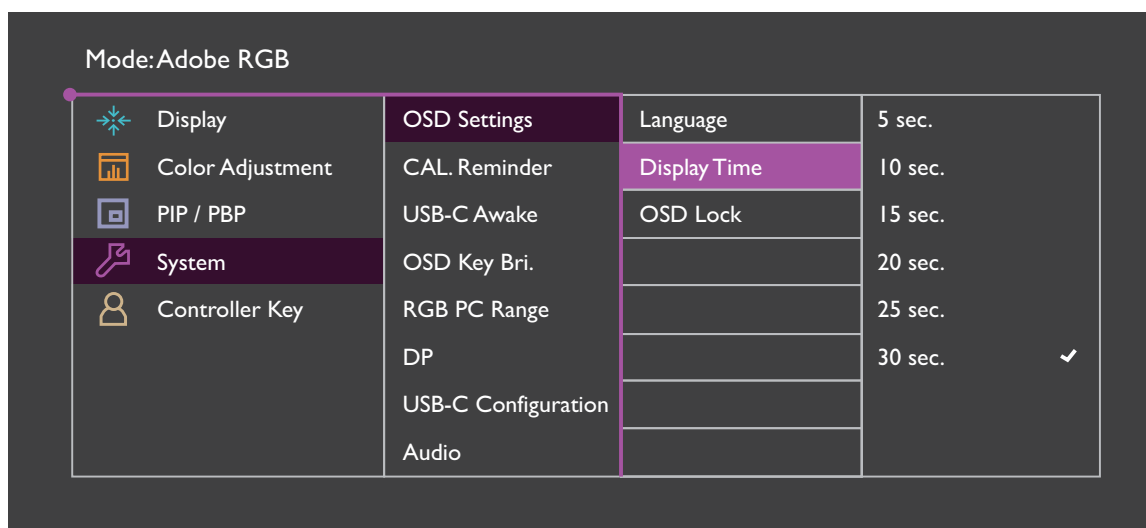 Mode: Adobe RGB
Display
Color Adjustment
PIP / PBP
System
Controller Key
OSD Settings
CAL. Reminder
USB-C Awake
OSD Key Bri.
RGB PC Range
DP
USB-C Configuration
Audio
Language
Display Time
OSD Lock
5 sec.
10 sec.
15 sec.
20 sec.
25 sec.
30 sec.